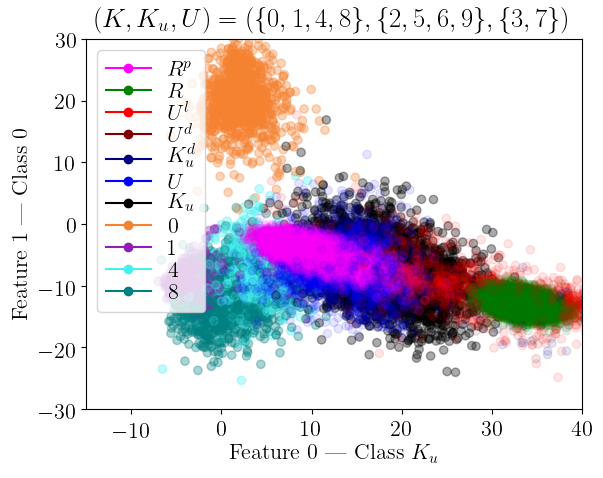 (K, K_u, U) = ({0, 1, 4, 8}, {2, 5, 6, 9}, {3, 7})
30
20
10
0
−10
−20
−30
Feature 1 — Class 0
R^p
R
U^l
U^d
K_u^d
U
K_u
0
1
4
8
−10 0 10 20 30 40
Feature 0 — Class K_u